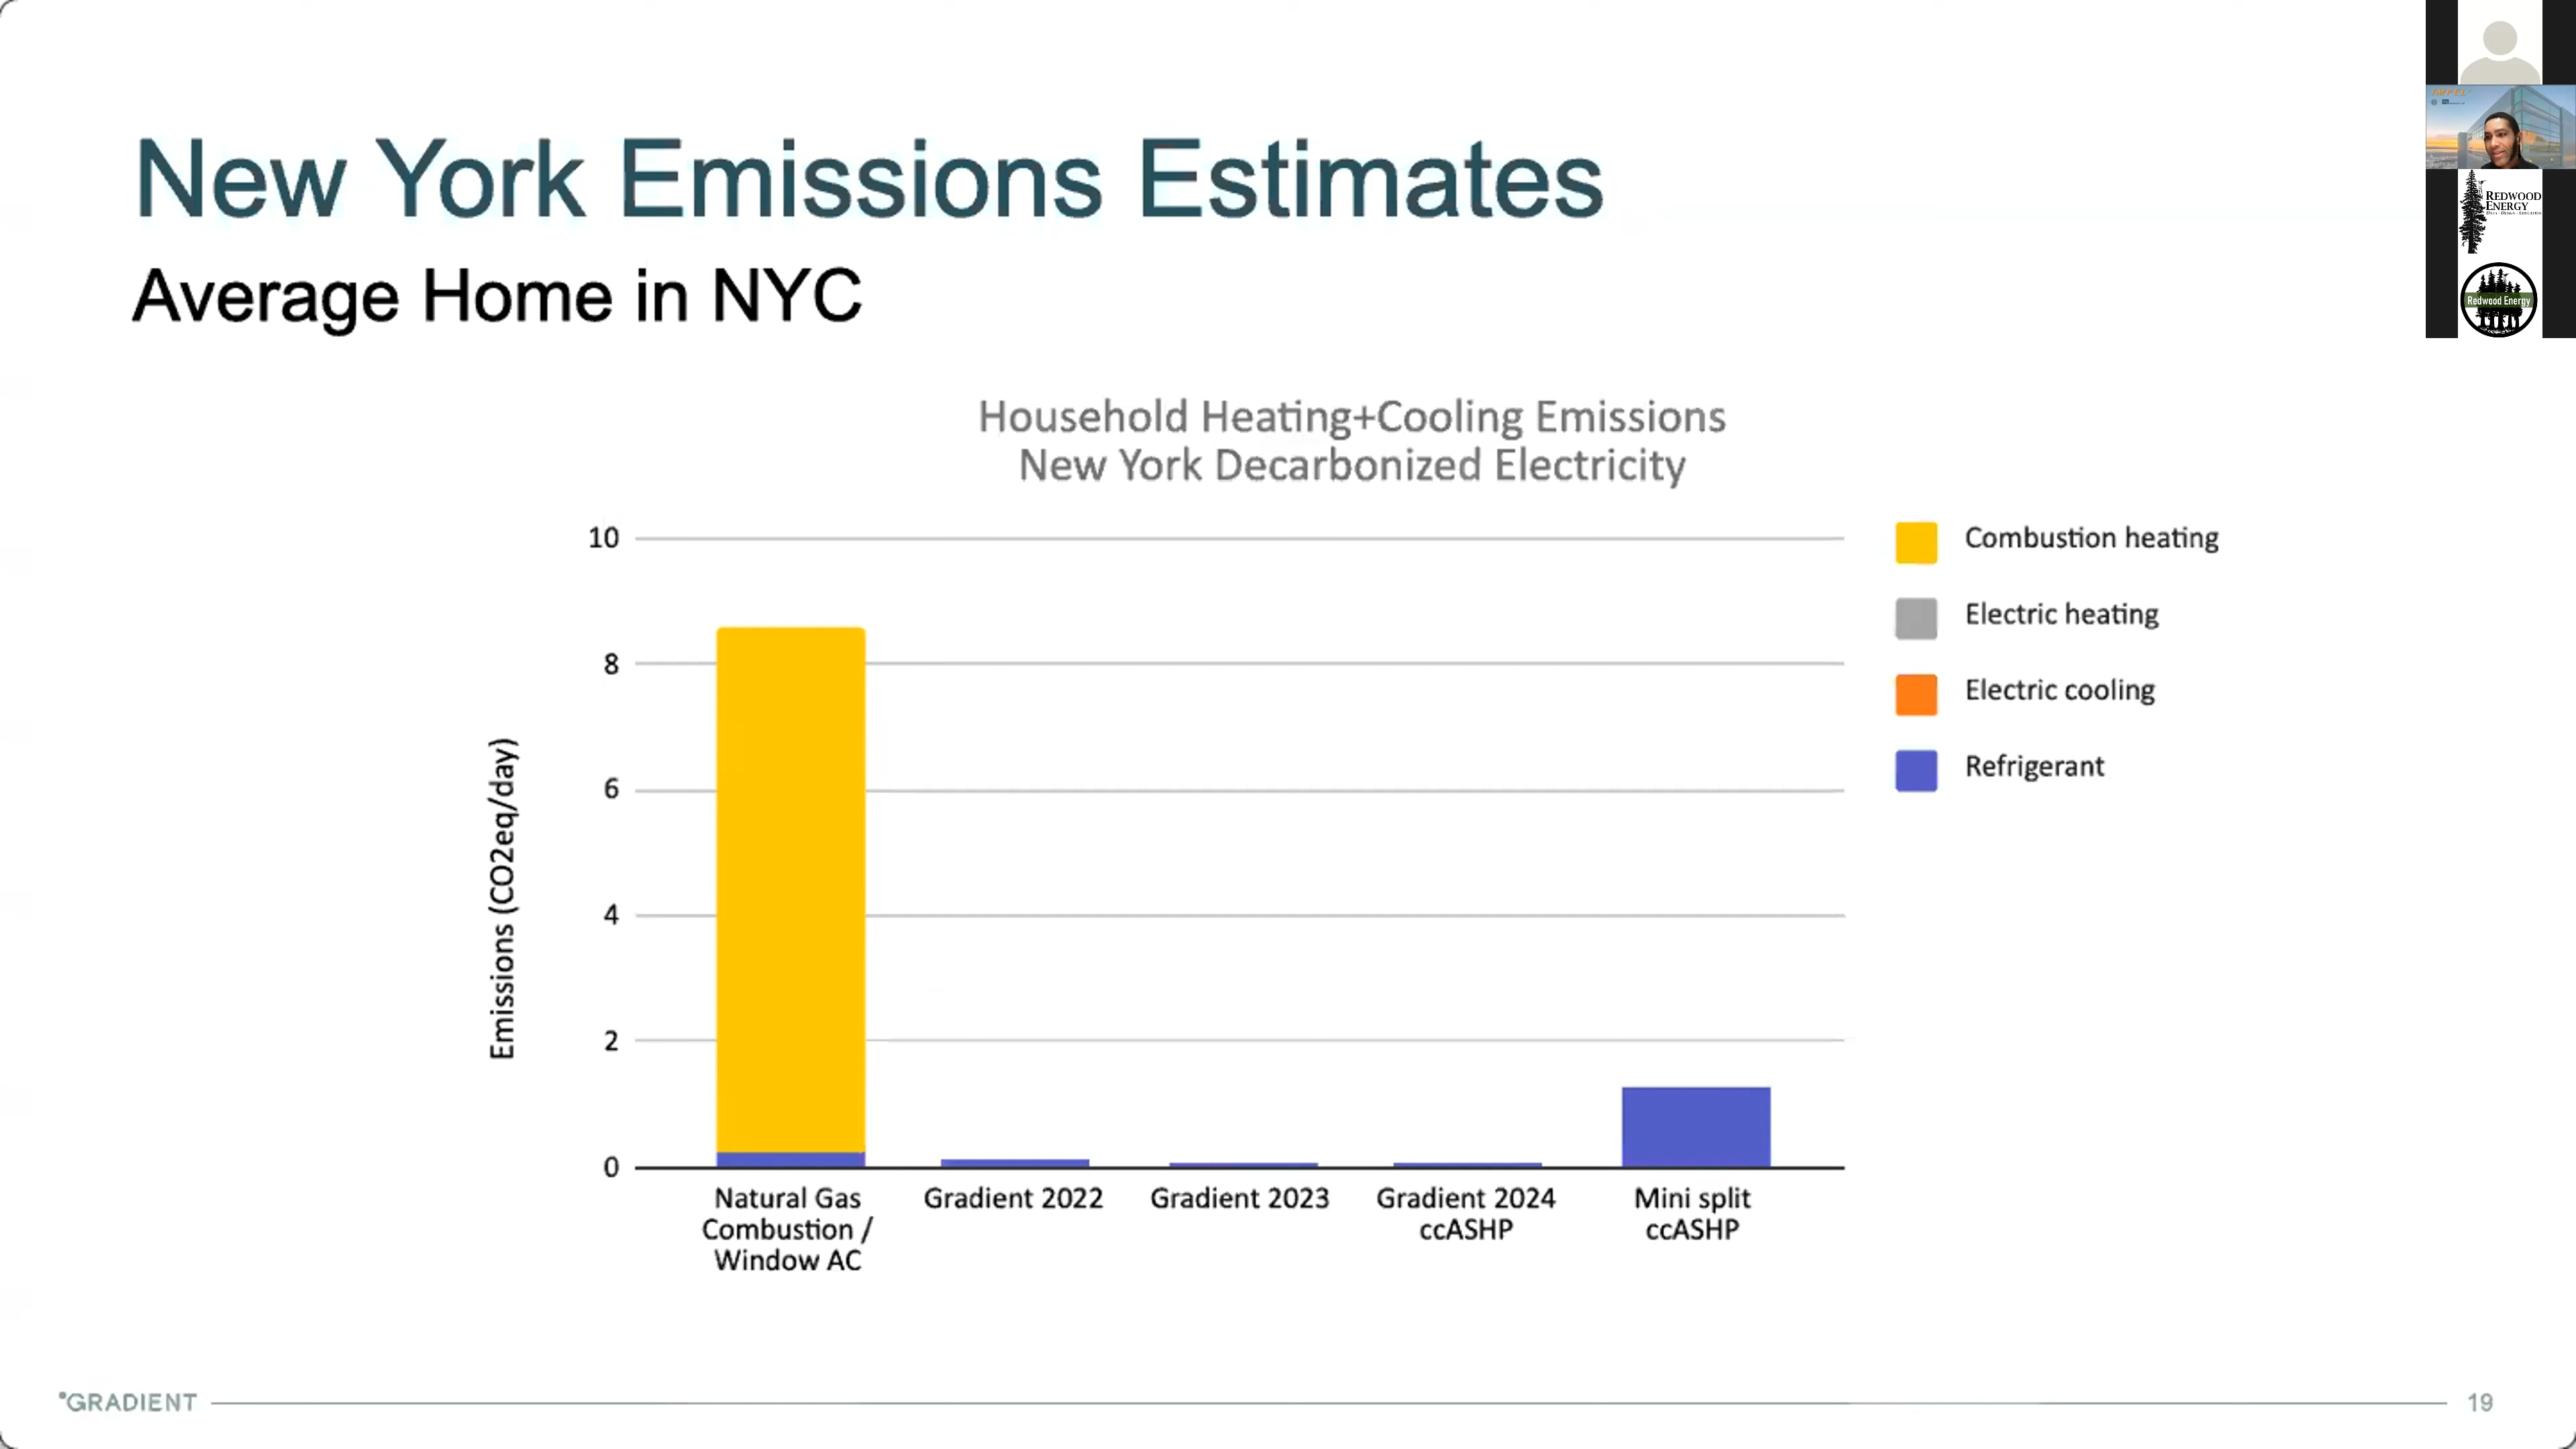 New York Emissions Estimates
Average Home in NYC
Household Heating+Cooling Emissions
New York Decarbonized Electricity
10
8
6
4
2
0
Emissions (CO2eq/day)
Combustion heating
Electric heating
Electric cooling
Refrigerant
Natural Gas
Combustion /
Window AC
Gradient 2022
Gradient 2023
Gradient 2024
ccASHP
Mini split
ccASHP
°GRADIENT
19
IMPEL
REDWOOD
ENERGY
Redwood Energy